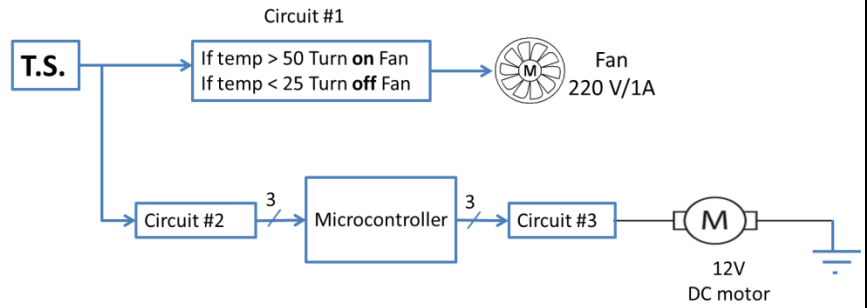 Circuit #1
T.S.
If temp > 50 Turn on Fan
If temp < 25 Turn off Fan
M
Fan
220 V/1A
Circuit #2
3
Microcontroller
3
Circuit #3
M
12V
DC motor